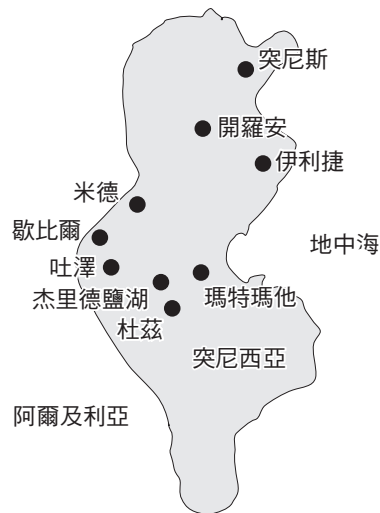 突尼斯
開羅安
伊利捷
米德
歇比爾
地中海
吐澤
杰里德鹽湖
瑪特瑪他
杜茲
突尼西亞
阿爾及利亞